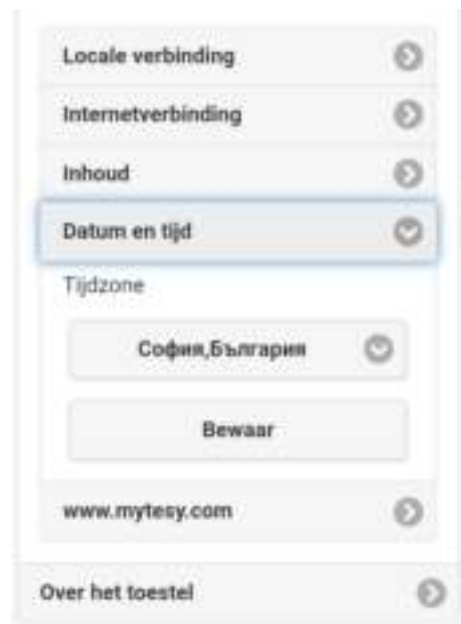 Locale verbinding
Internetverbinding
Inhoud
Datum en tijd
Tijdzone
София,България
Bewaar
www.mytesy.com
Over het toestel